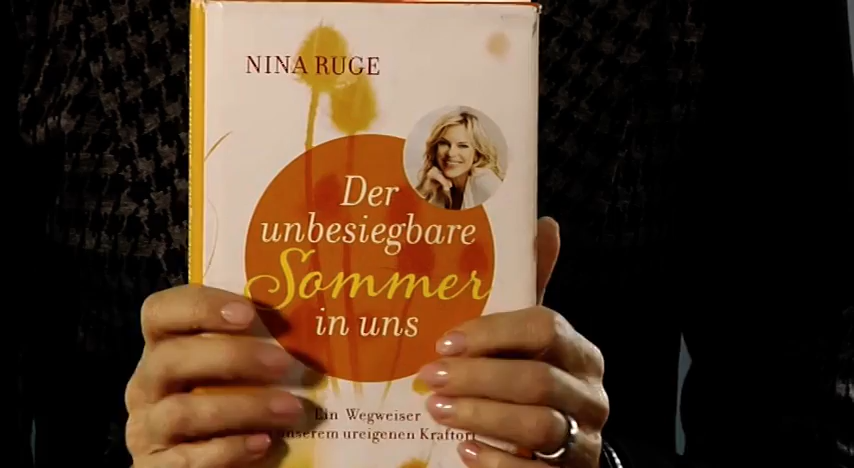 NINA RUGE
Der
unbesiegbare
Sommer
in uns
Ein Wegweiser
unserem ureigenen Kraftort